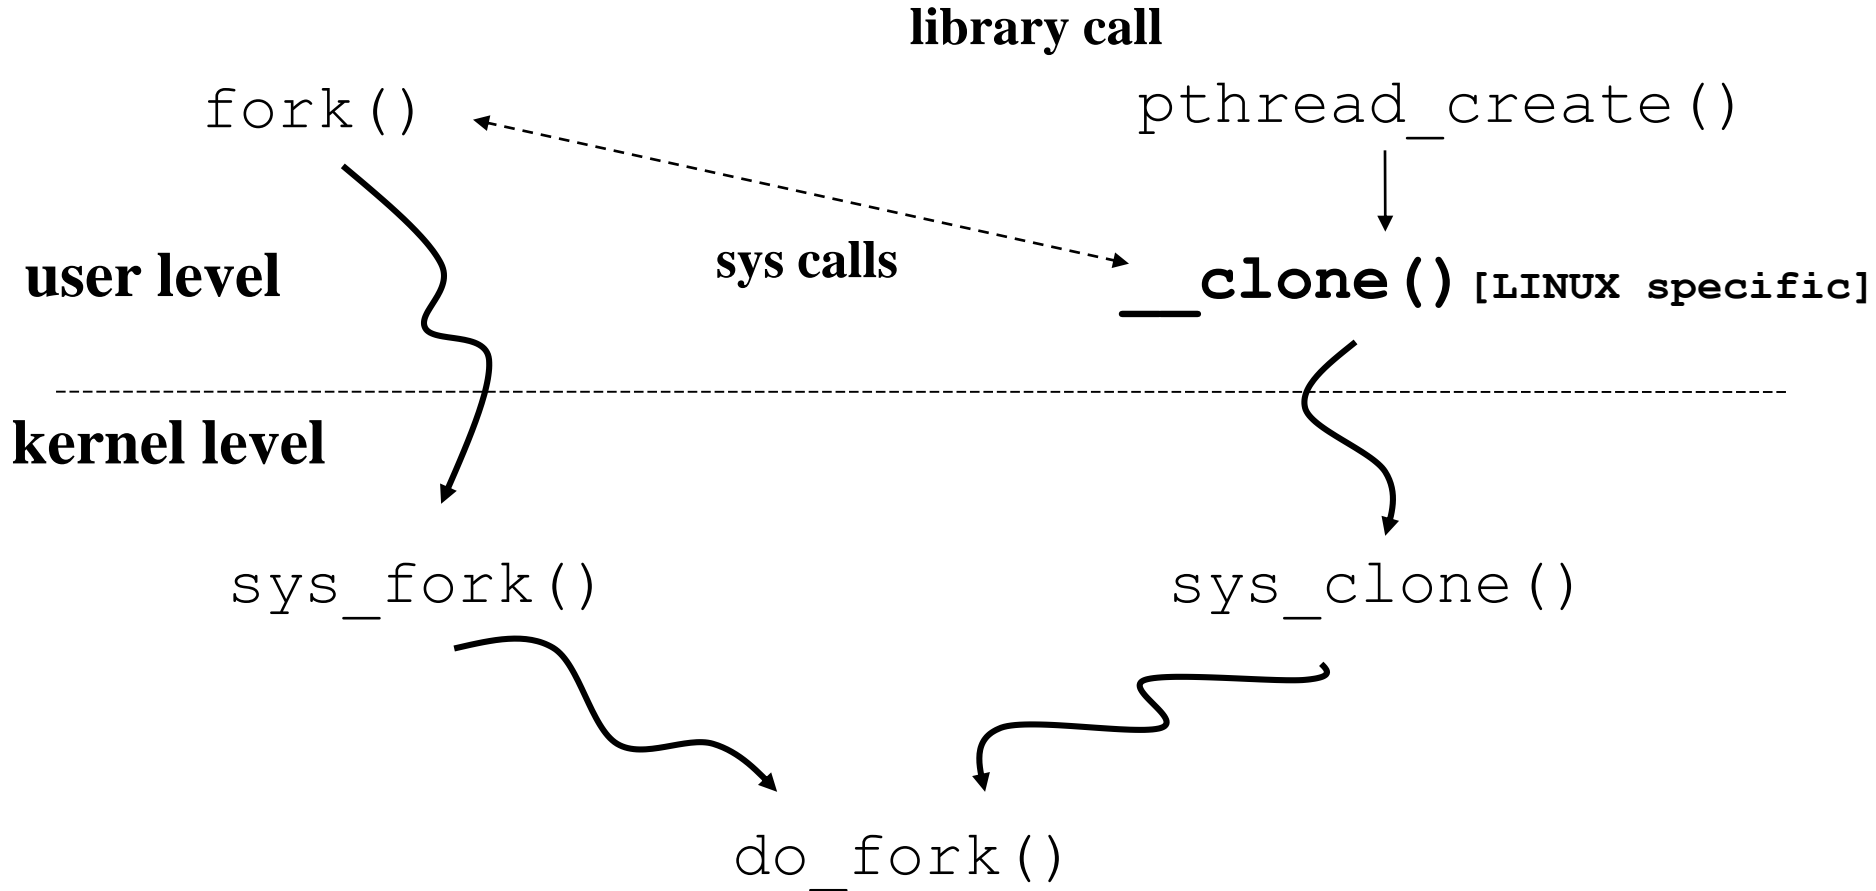 library call
fork()
pthread_create()
sys calls
user level
__clone() [LINUX specific]
kernel level
sys_fork()
sys_clone()
do_fork()